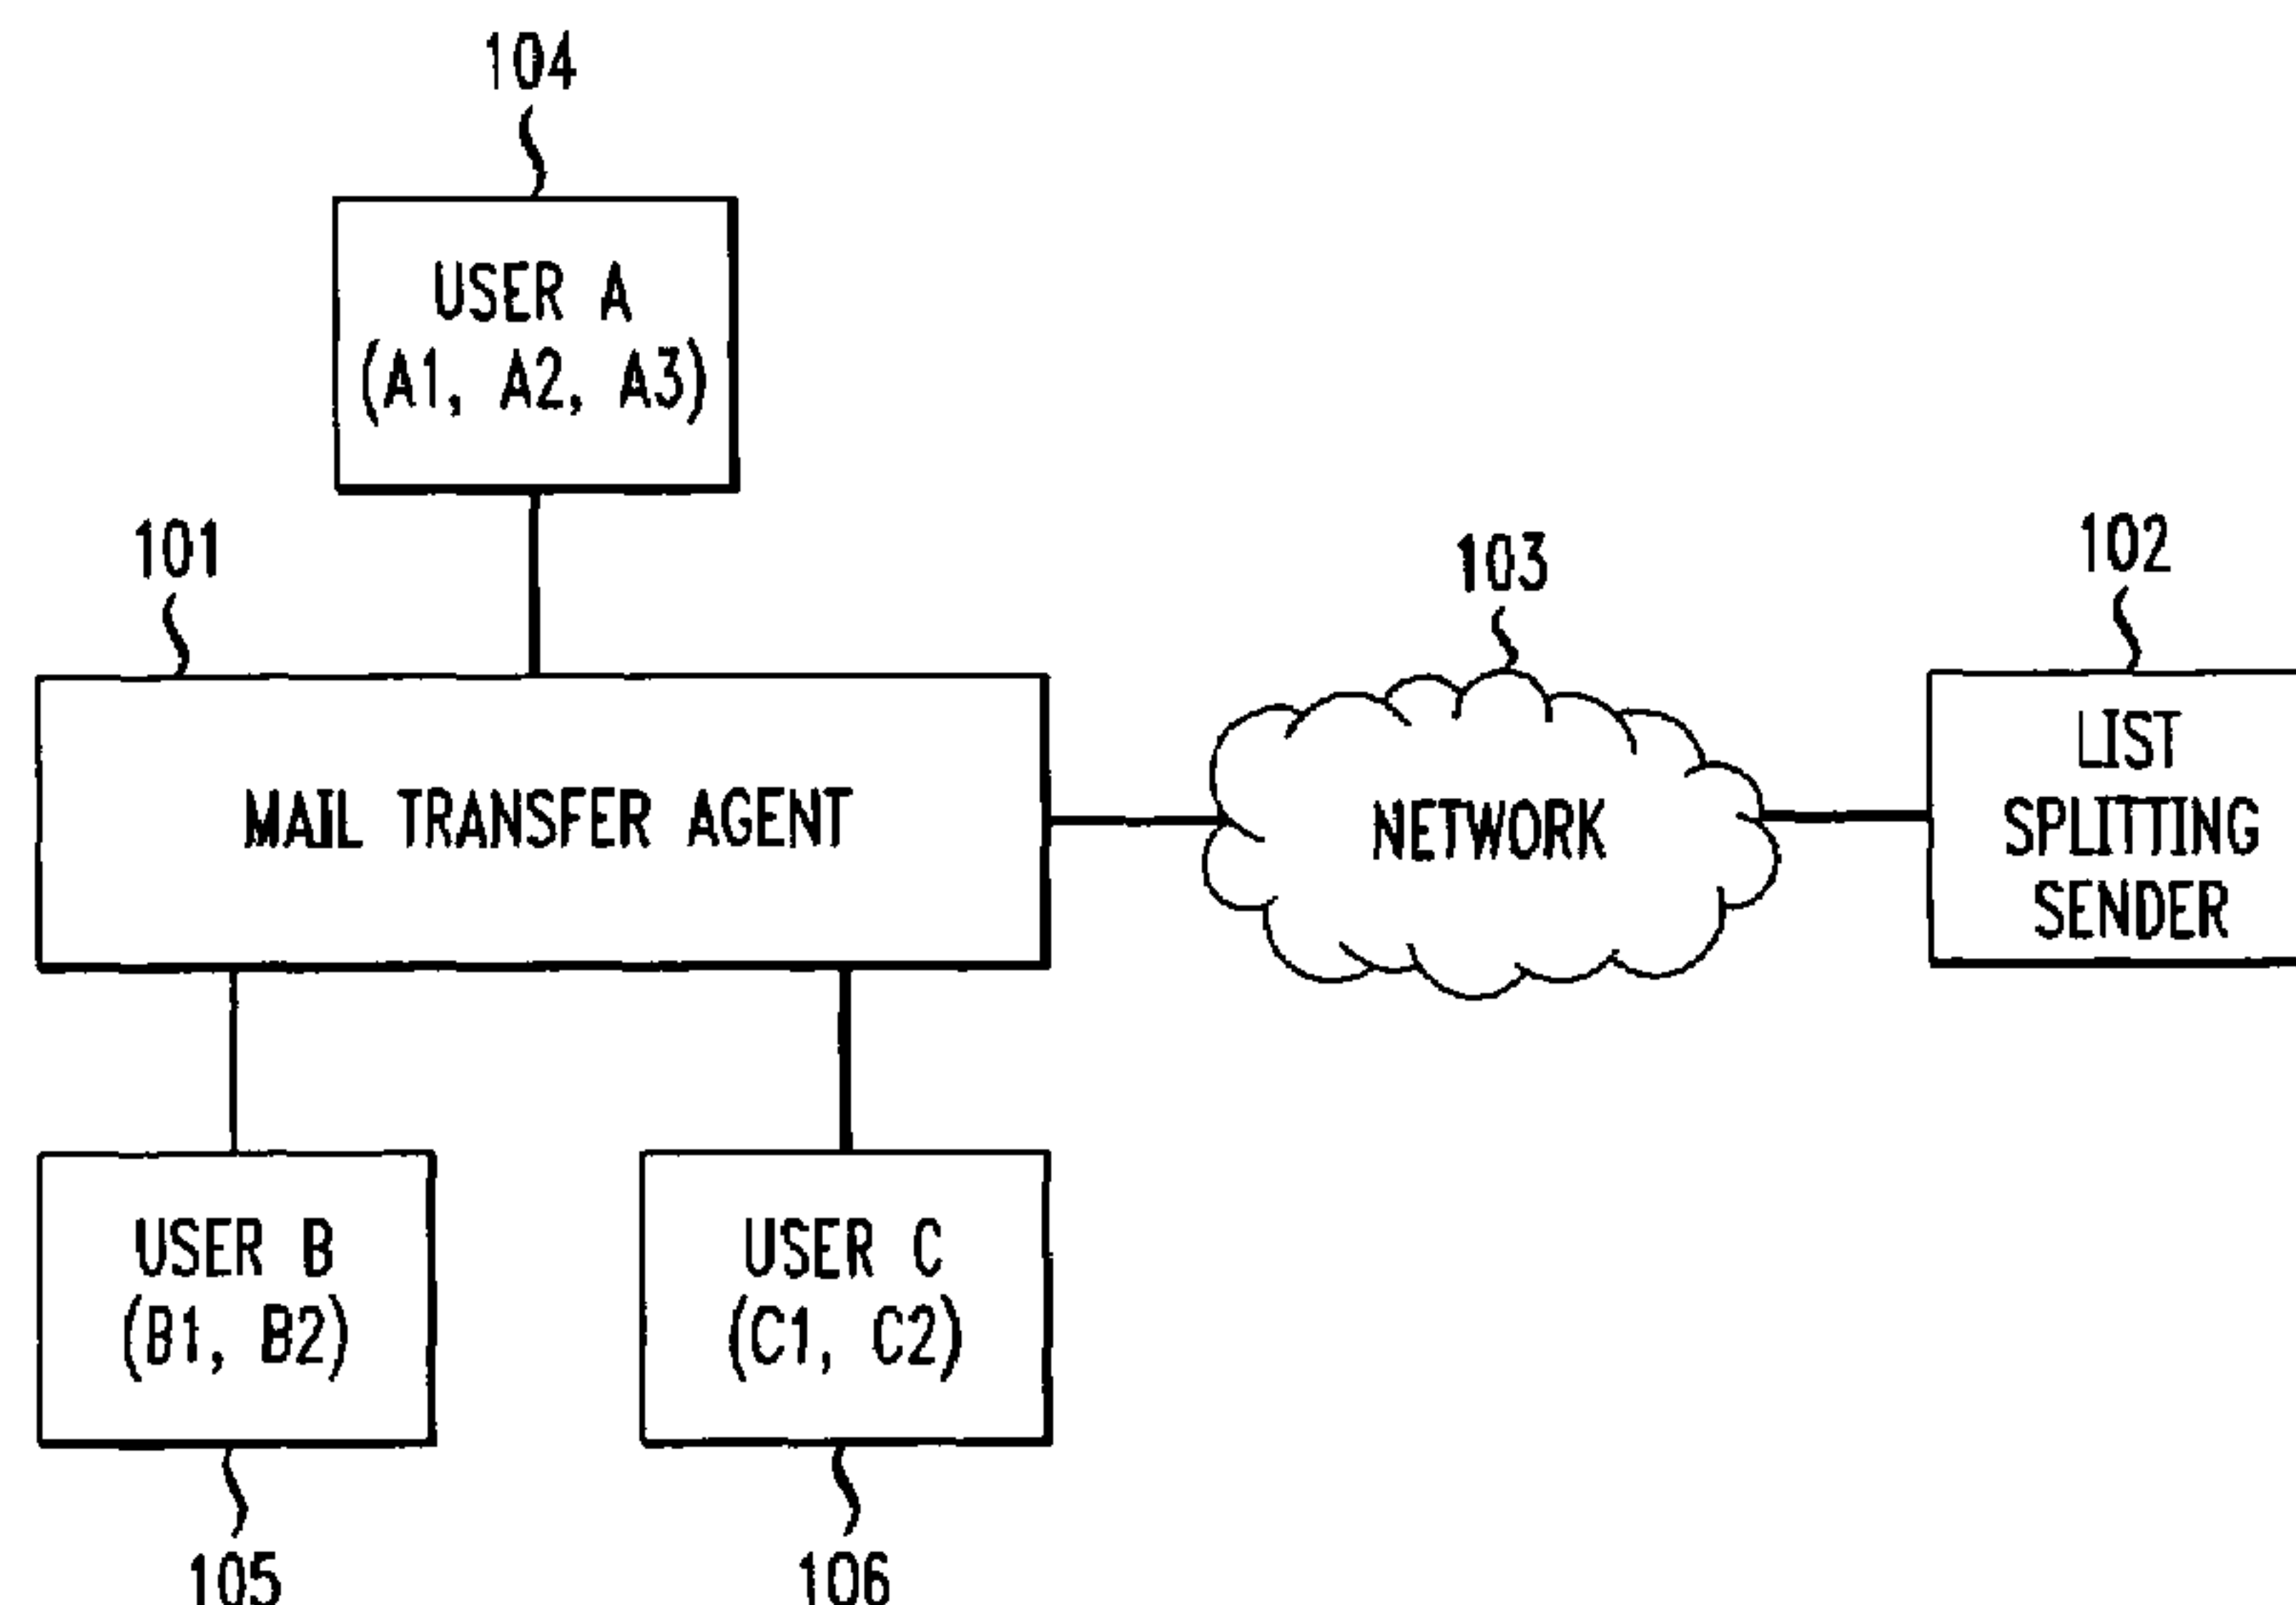 104
USER A
(A1, A2, A3)
101
103
102
MAIL TRANSFER AGENT
NETWORK
LIST
SPLITTING
SENDER
USER B
(B1, B2)
USER C
(C1, C2)
105
106